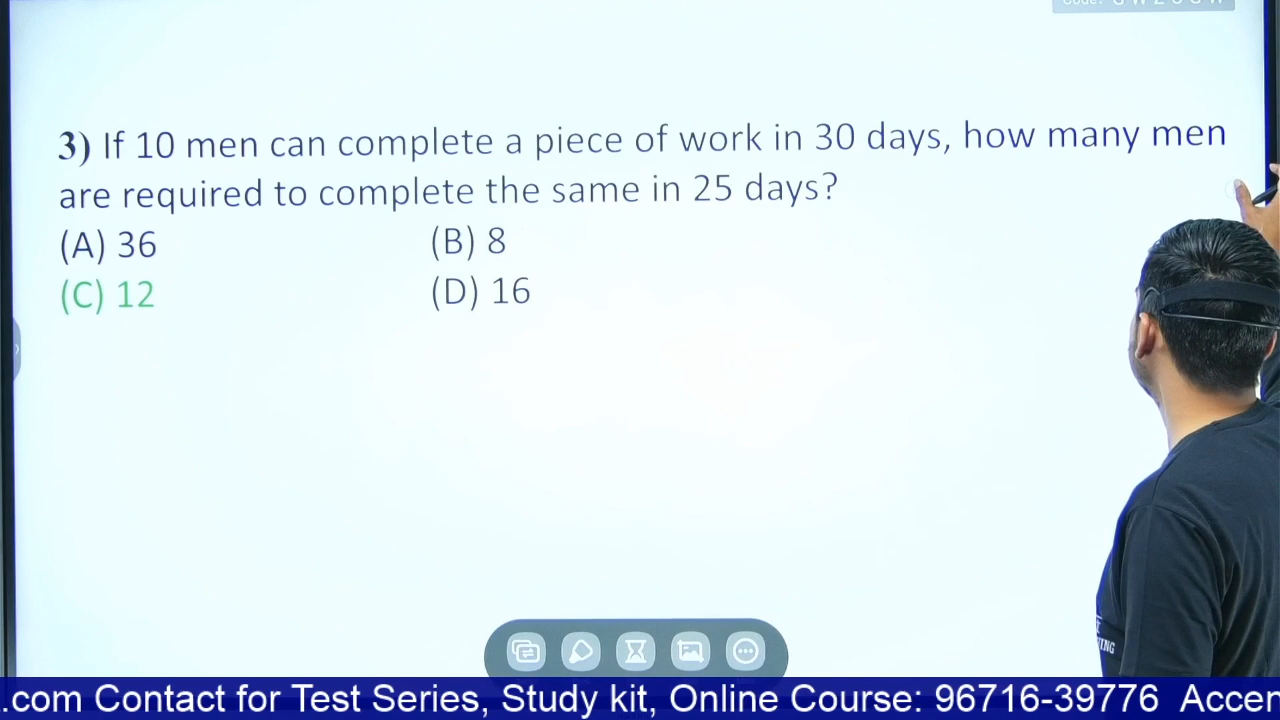 3) If 10 men can complete a piece of work in 30 days, how many men
are required to complete the same in 25 days?
(A) 36 (B) 8
(C) 12 (D) 16
.com Contact for Test Series, Study kit, Online Course: 96716-39776 Accen